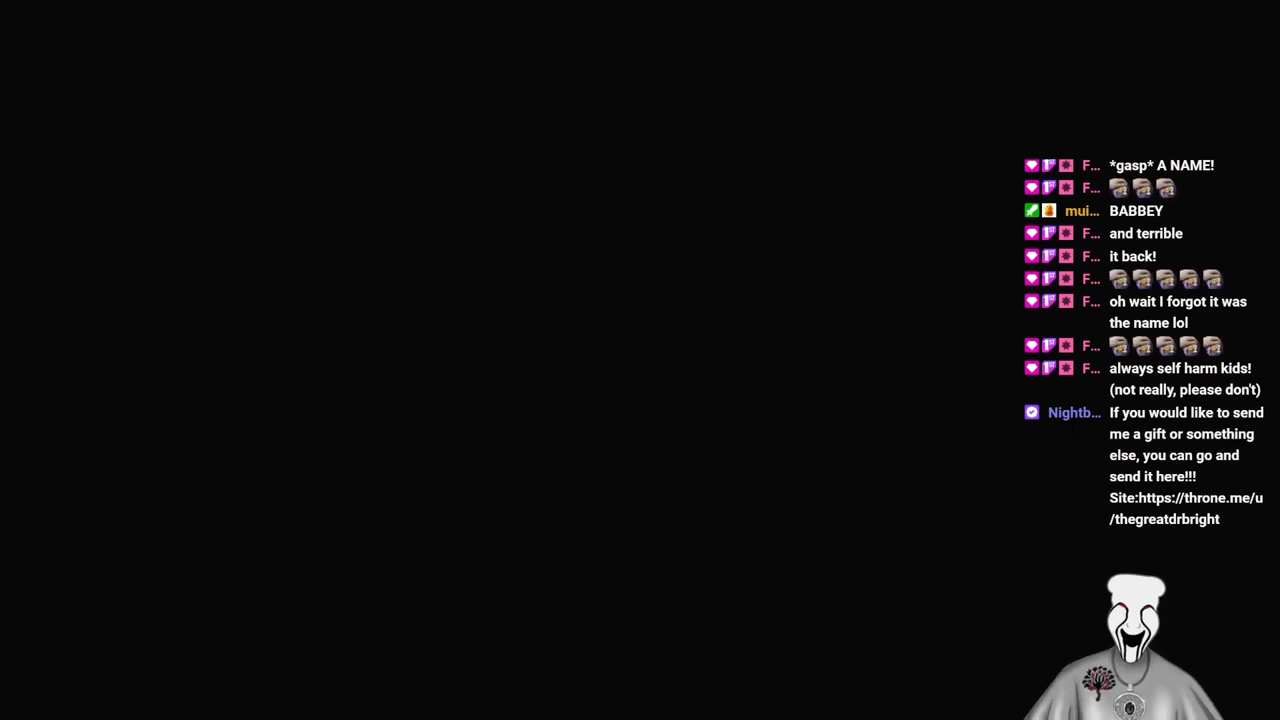 F... *gasp* A NAME!
F...
mui... BABBEY
F... and terrible
F... it back!
F...
F... oh wait I forgot it was
the name lol
F...
F... always self harm kids!
(not really, please don't)
Nightb... If you would like to send
me a gift or something
else, you can go and
send it here!!!
Site:https://throne.me/u
/thegreatdrbright